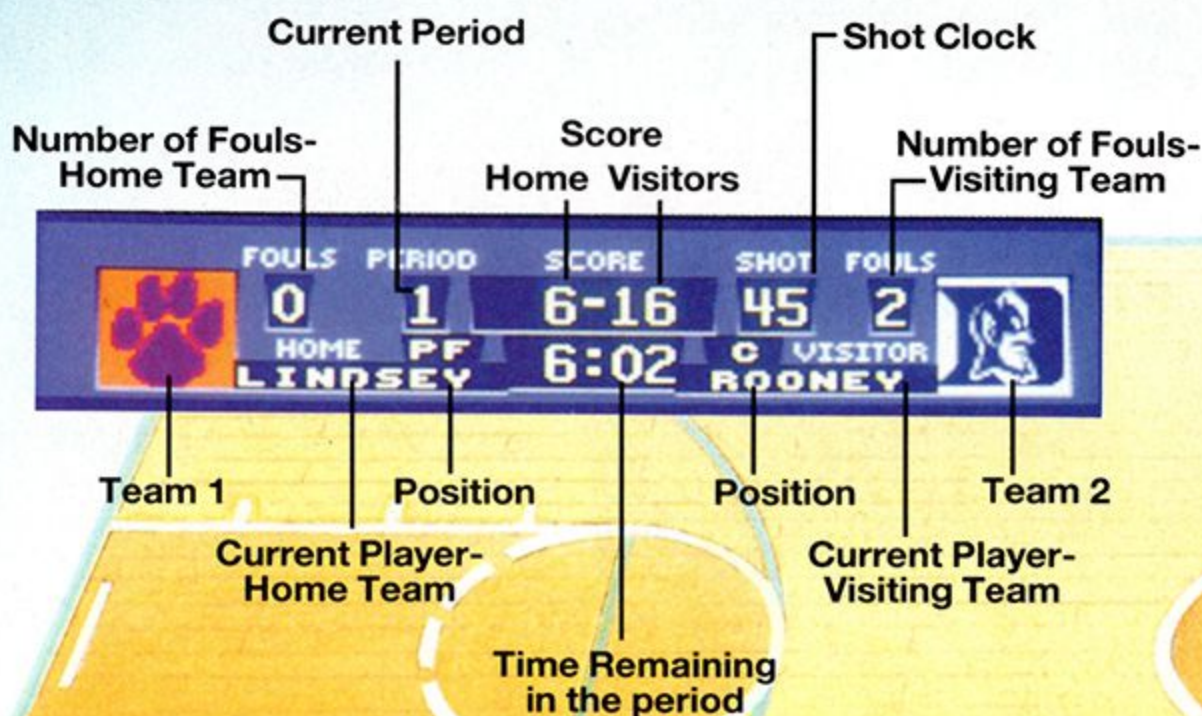 Current Period
Shot Clock
Number of Fouls-
Home Team
Score
Home Visitors
Number of Fouls-
Visiting Team
FOULS PERIOD SCORE SHOT FOULS
0 1 6-16 45 2
HOME PF 6:02 C VISITOR
LINDSEY ROONEY
Team 1
Position
Position
Team 2
Current Player-
Home Team
Current Player-
Visiting Team
Time Remaining
in the period